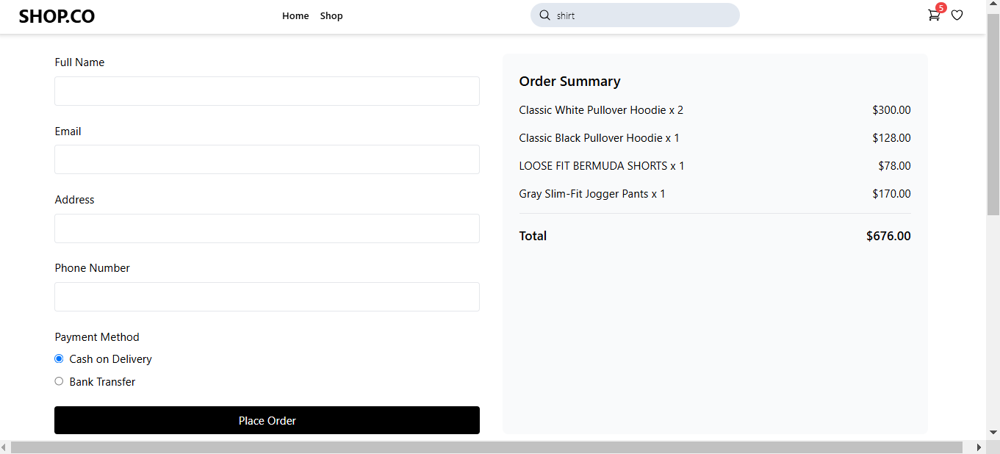 SHOP.CO Home Shop shirt 5
Full Name
Email
Address
Phone Number
Payment Method
Cash on Delivery
Bank Transfer
Place Order
Order Summary
Classic White Pullover Hoodie x 2 $300.00
Classic Black Pullover Hoodie x 1 $128.00
LOOSE FIT BERMUDA SHORTS x 1 $78.00
Gray Slim-Fit Jogger Pants x 1 $170.00
Total $676.00